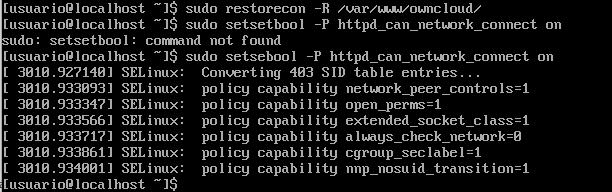 [usuario@localhost ~]$ sudo restorecon -R /var/www/owncloud/
[usuario@localhost ~]$ sudo setsetbool -P httpd_can_network_connect on
sudo: setsetbool: command not found
[usuario@localhost ~]$ sudo setsebool -P httpd_can_network_connect on
[ 3010.927140] SELinux:  Converting 403 SID table entries...
[ 3010.933093] SELinux:  policy capability network_peer_controls=1
[ 3010.933347] SELinux:  policy capability open_perms=1
[ 3010.933566] SELinux:  policy capability extended_socket_class=1
[ 3010.933717] SELinux:  policy capability always_check_network=0
[ 3010.933861] SELinux:  policy capability cgroup_seclabel=1
[ 3010.934001] SELinux:  policy capability nnp_nosuid_transition=1
[usuario@localhost ~]$